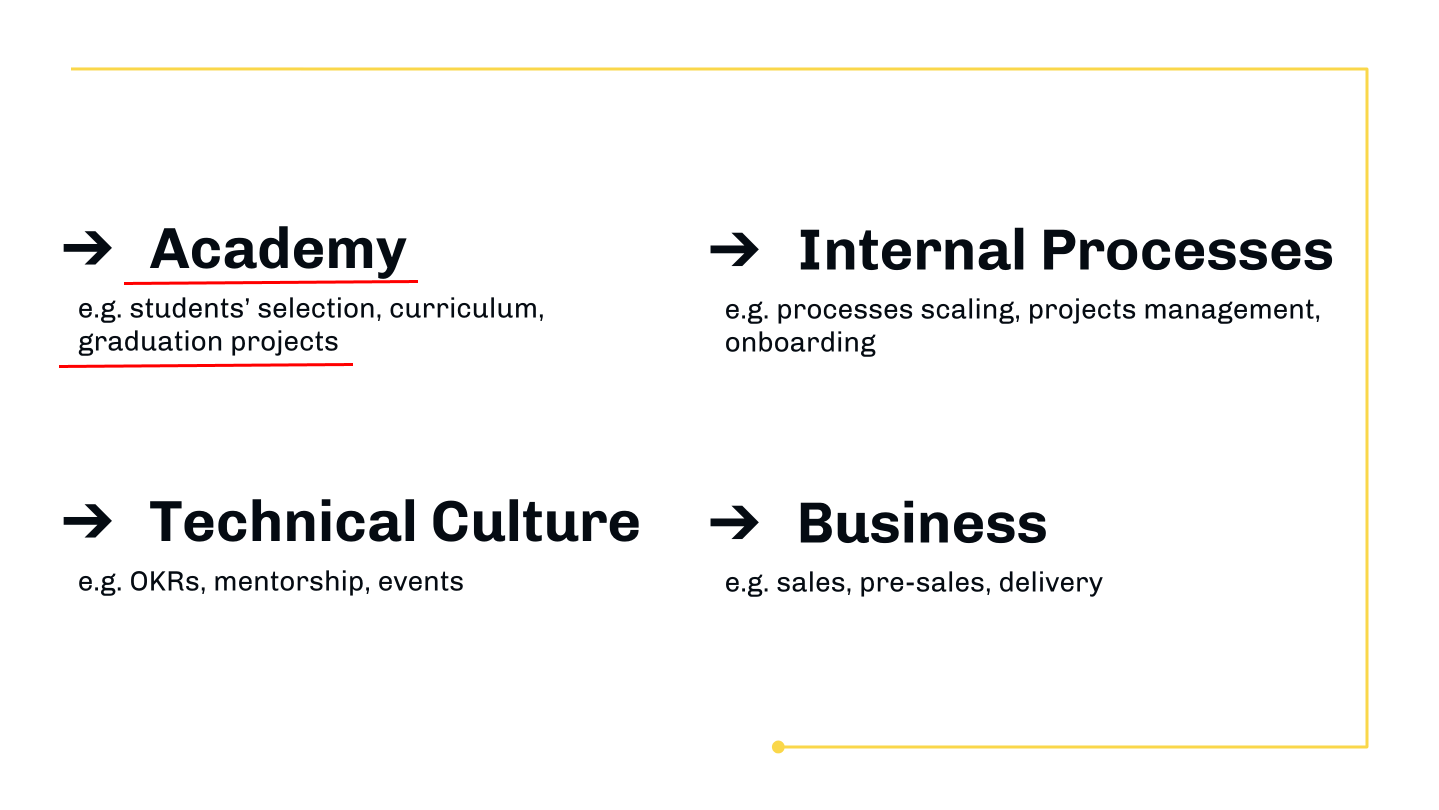 ➔ Academy
e.g. students’ selection, curriculum,
graduation projects
➔ Internal Processes
e.g. processes scaling, projects management,
onboarding
➔ Technical Culture
e.g. OKRs, mentorship, events
➔ Business
e.g. sales, pre-sales, delivery